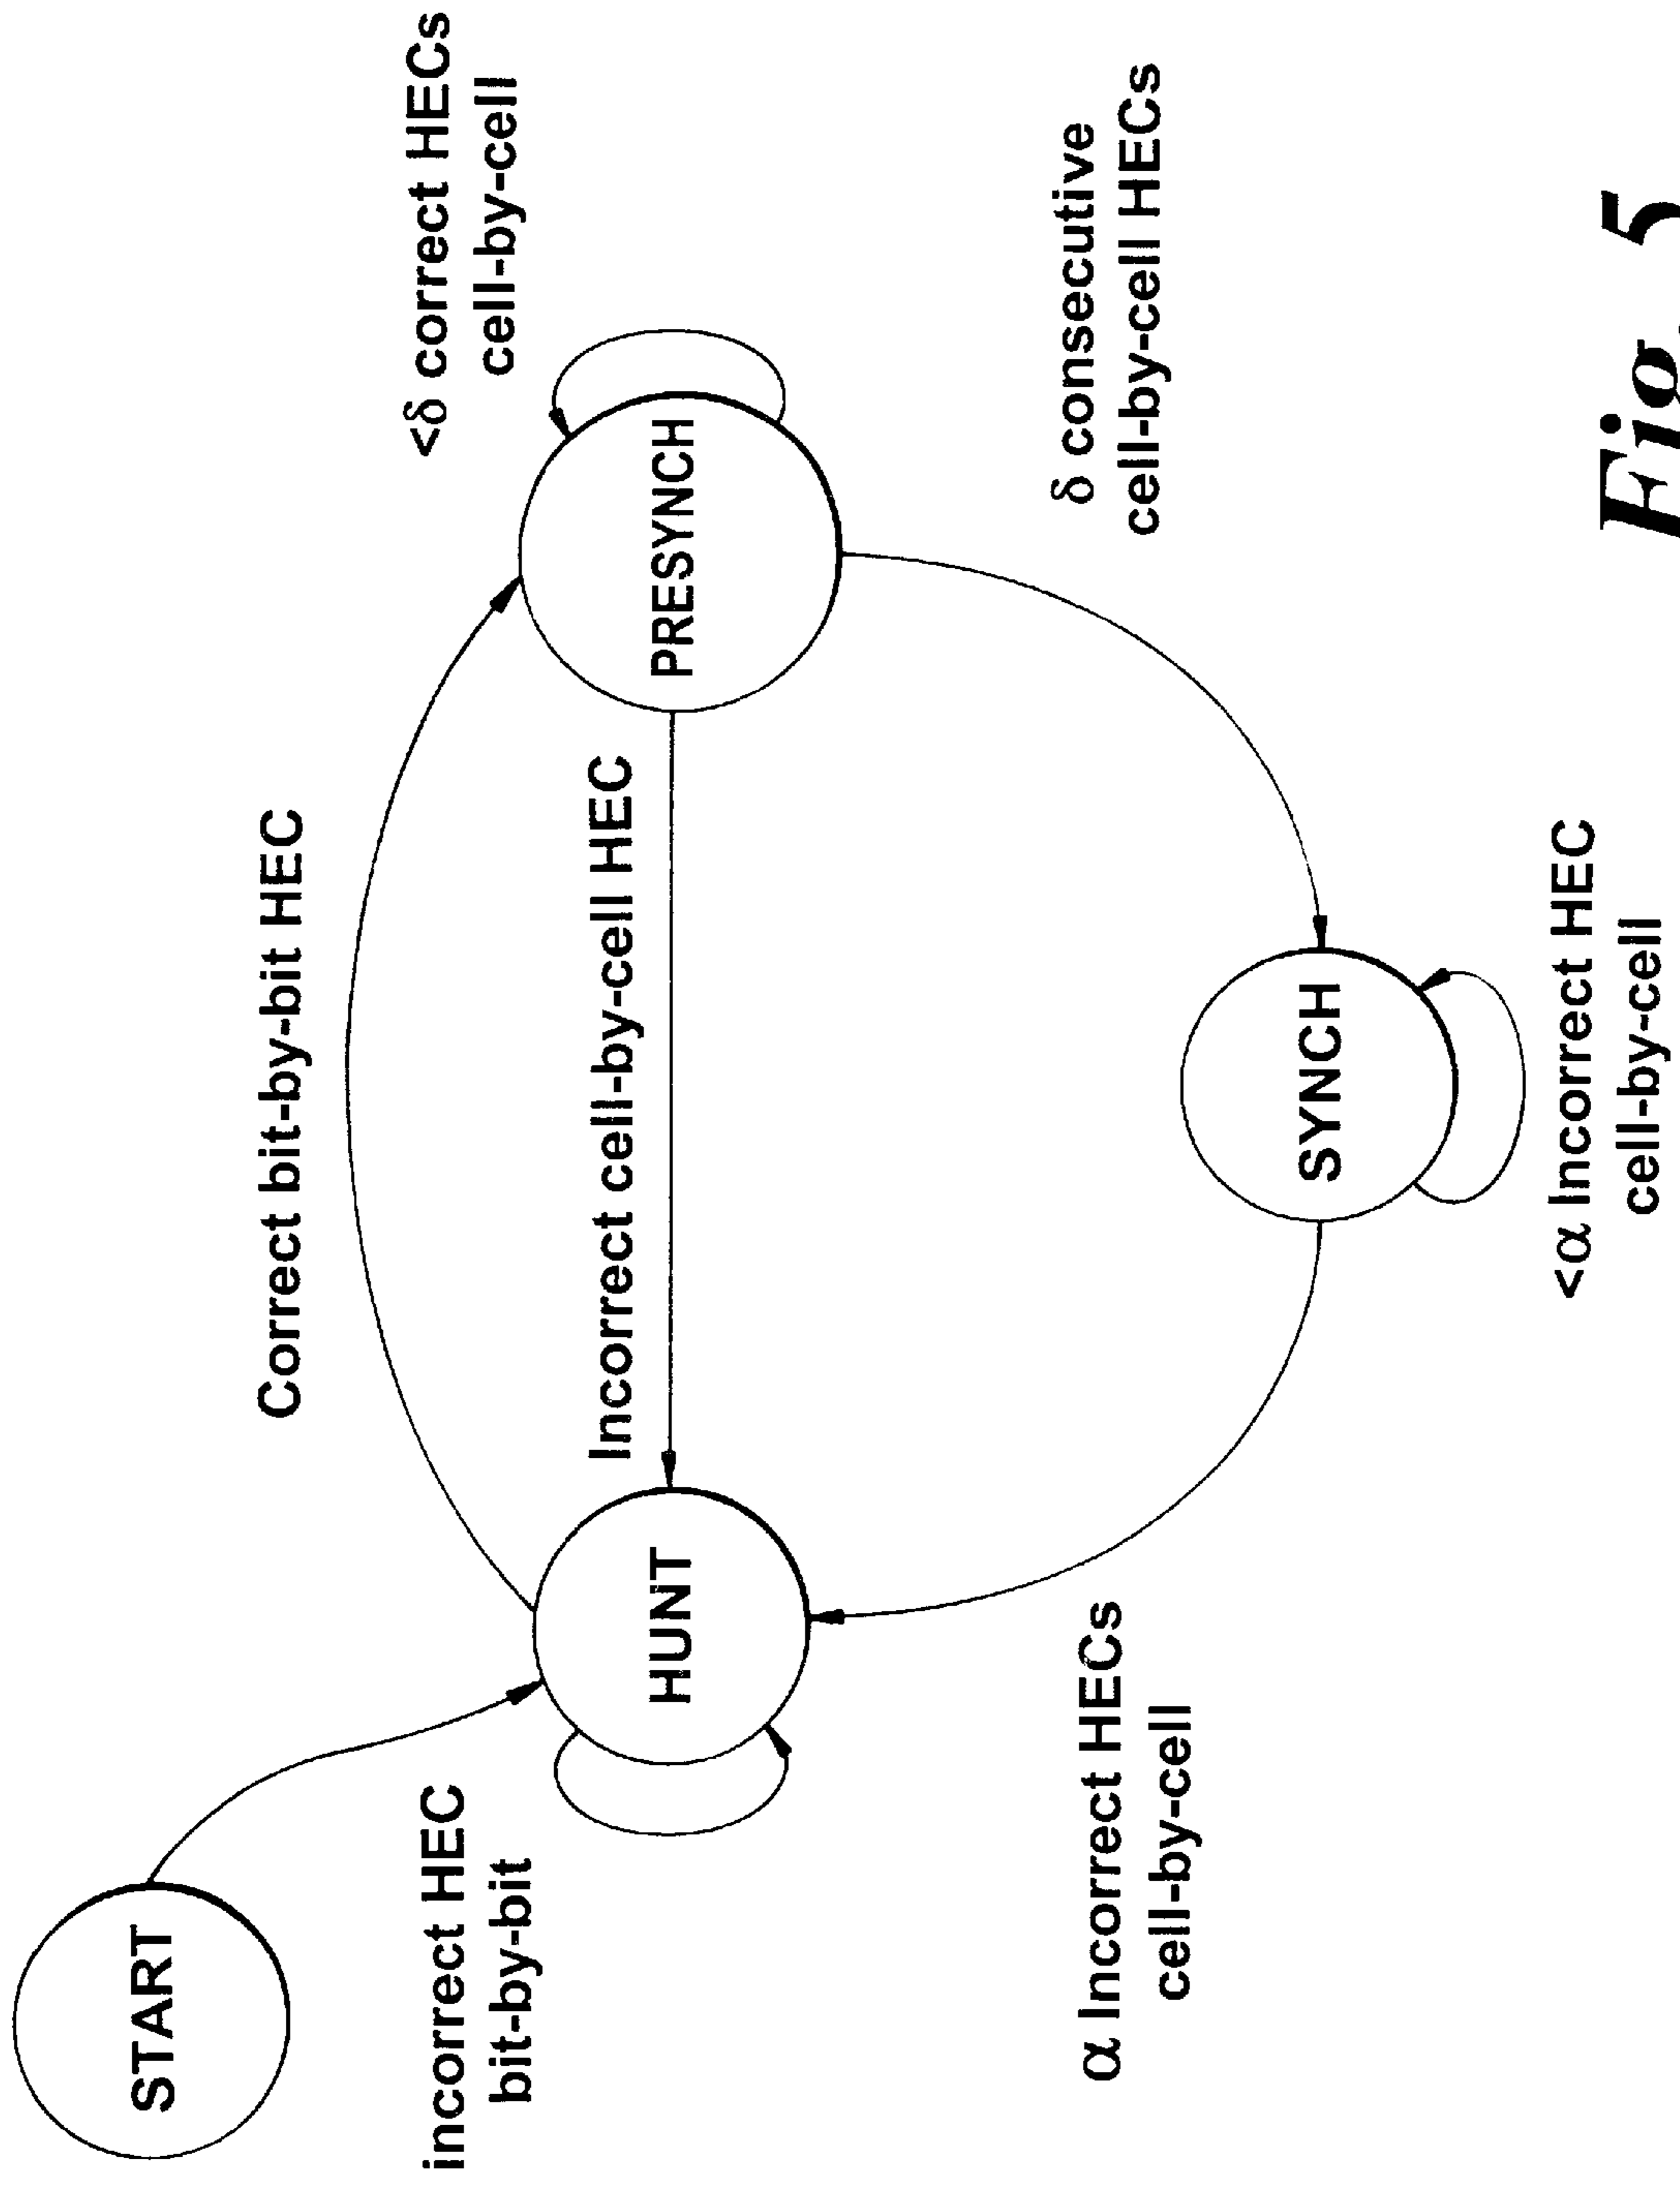 START
incorrect HEC
bit-by-bit
HUNT
Correct bit-by-bit HEC
Incorrect cell-by-cell HEC
PRESYNCH
<δ correct HECs
cell-by-cell
α Incorrect HECs
cell-by-cell
SYNCH
δ consecutive
cell-by-cell HECs
<α Incorrect HEC
cell-by-cell
Fig. 5